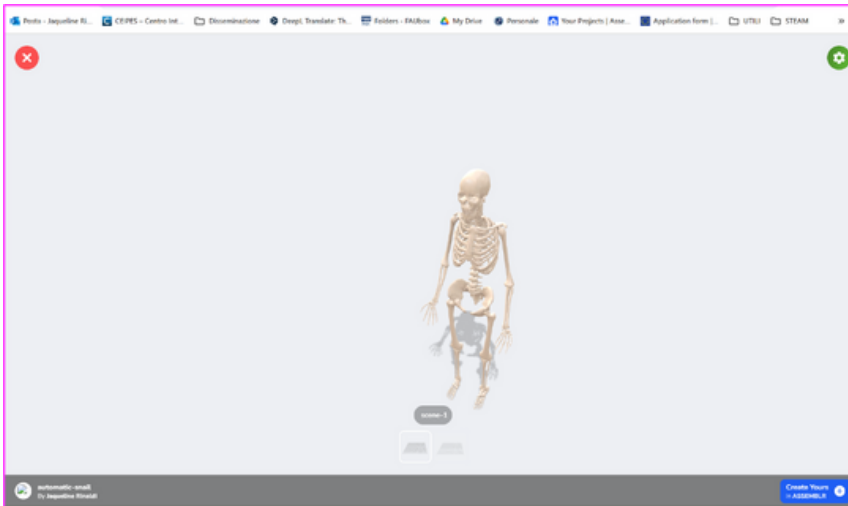 Posta - Jaqueline Ri... CEIPES – Centro Int... Disseminazione DeepL Translate: Th... Folders - FAUbox My Drive Personale Your Projects | Asse... Application form |... UTILI STEAM »
scene-1
automatic-snail
By Jaqueline Rinaldi
Create Yours
in ASSEMBLR